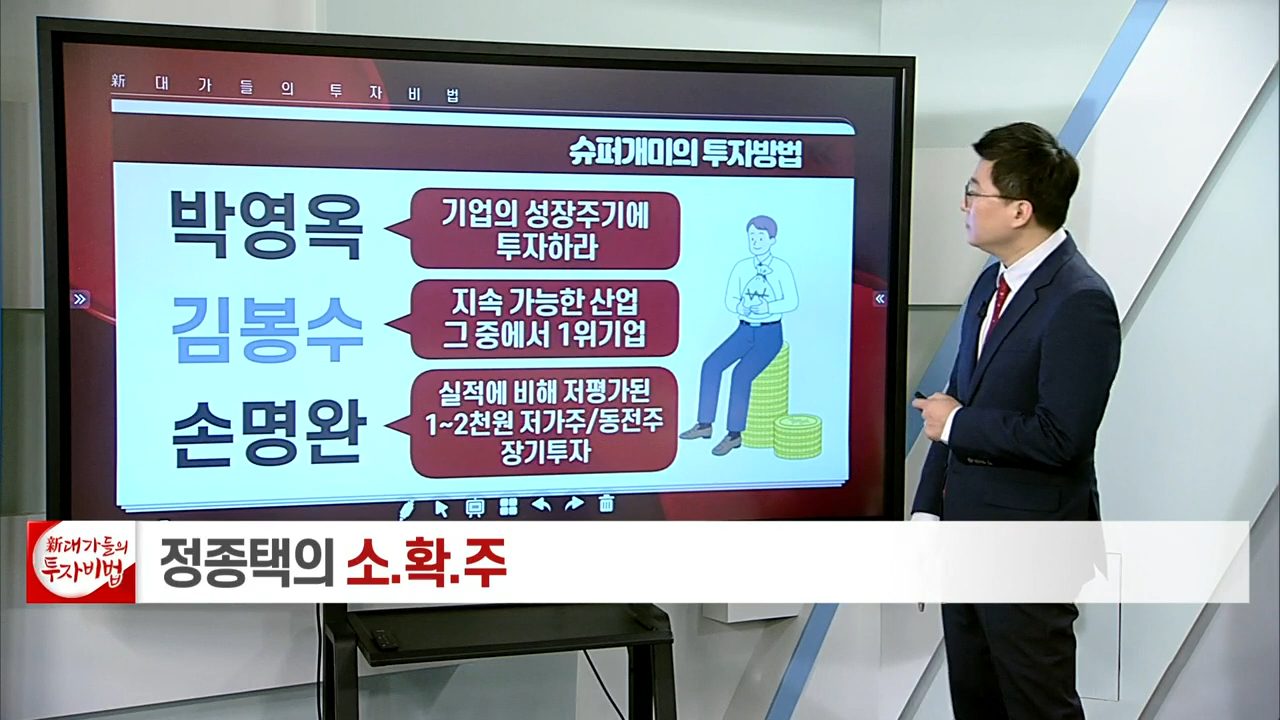 新 대 가 들 의 투 자 비 법
슈퍼개미의 투자방법
박영옥
기업의 성장주기에
투자하라
김봉수
지속 가능한 산업
그 중에서 1위기업
손명완
실적에 비해 저평가된
1~2천원 저가주/동전주
장기투자
新대가들의
투자비법
정종택의 소.확.주